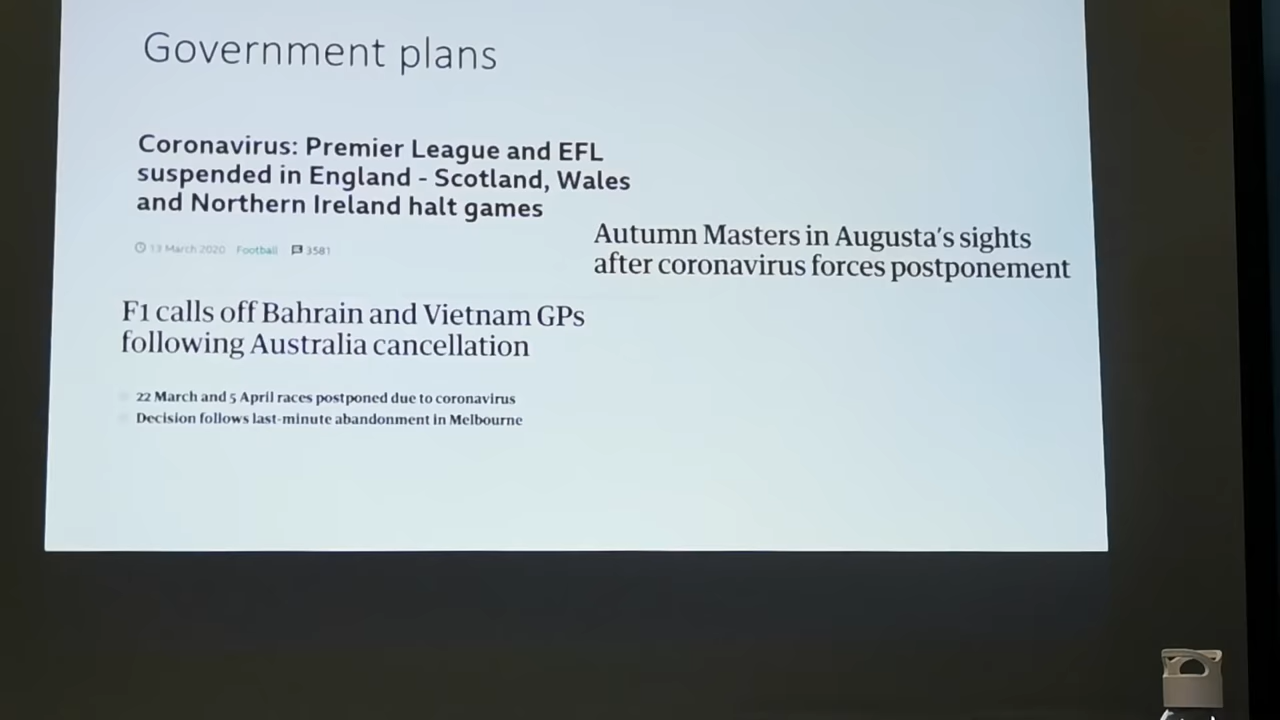 Government plans
Coronavirus: Premier League and EFL
suspended in England - Scotland, Wales
and Northern Ireland halt games
13 March 2020 Football 3581
Autumn Masters in Augusta's sights
after coronavirus forces postponement
F1 calls off Bahrain and Vietnam GPs
following Australia cancellation
22 March and 5 April races postponed due to coronavirus
Decision follows last-minute abandonment in Melbourne